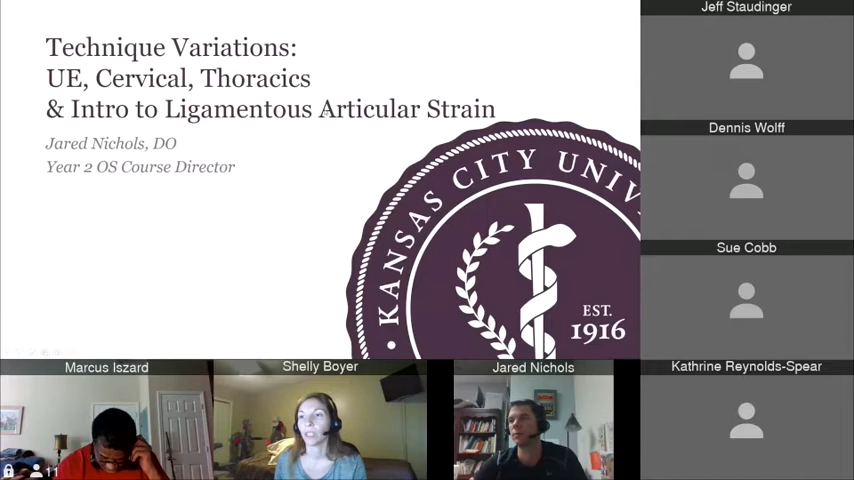 Technique Variations:
UE, Cervical, Thoracics
& Intro to Ligamentous Articular Strain
Jared Nichols, DO
Year 2 OS Course Director
KANSAS CITY UNIV
EST.
1916
Jeff Staudinger
Dennis Wolff
Sue Cobb
Kathrine Reynolds-Spear
Marcus Iszard
Shelly Boyer
Jared Nichols
11